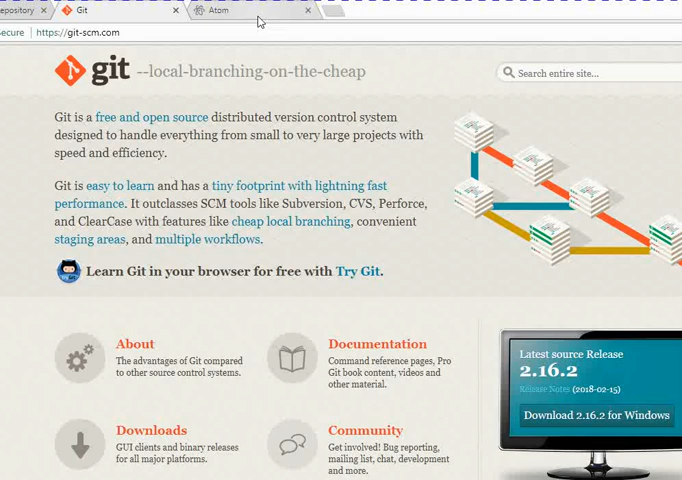 epository
Git
Atom
ecure
https://git-scm.com
git --local-branching-on-the-cheap
Search entire site...
Git is a free and open source distributed version control system
designed to handle everything from small to very large projects with
speed and efficiency.
Git is easy to learn and has a tiny footprint with lightning fast
performance. It outclasses SCM tools like Subversion, CVS, Perforce,
and ClearCase with features like cheap local branching, convenient
staging areas, and multiple workflows.
Learn Git in your browser for free with Try Git.
About
The advantages of Git compared
to other source control systems.
Documentation
Command reference pages, Pro
Git book content, videos and
other material.
Downloads
GUI clients and binary releases
for all major platforms.
Community
Get involved! Bug reporting,
mailing list, chat, development
and more.
Latest source Release
2.16.2
Release Notes (2018-02-15)
Download 2.16.2 for Windows